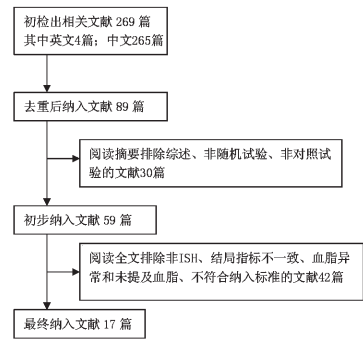 初检出相关文献 269 篇
其中英文4篇；中文265篇
去重后纳入文献 89 篇
阅读摘要排除综述、非随机试验、非对照试
验的文献30篇
初步纳入文献 59 篇
阅读全文排除非ISH、结局指标不一致、血脂异
常和未提及血脂、不符合纳入标准的文献42篇
最终纳入文献 17 篇